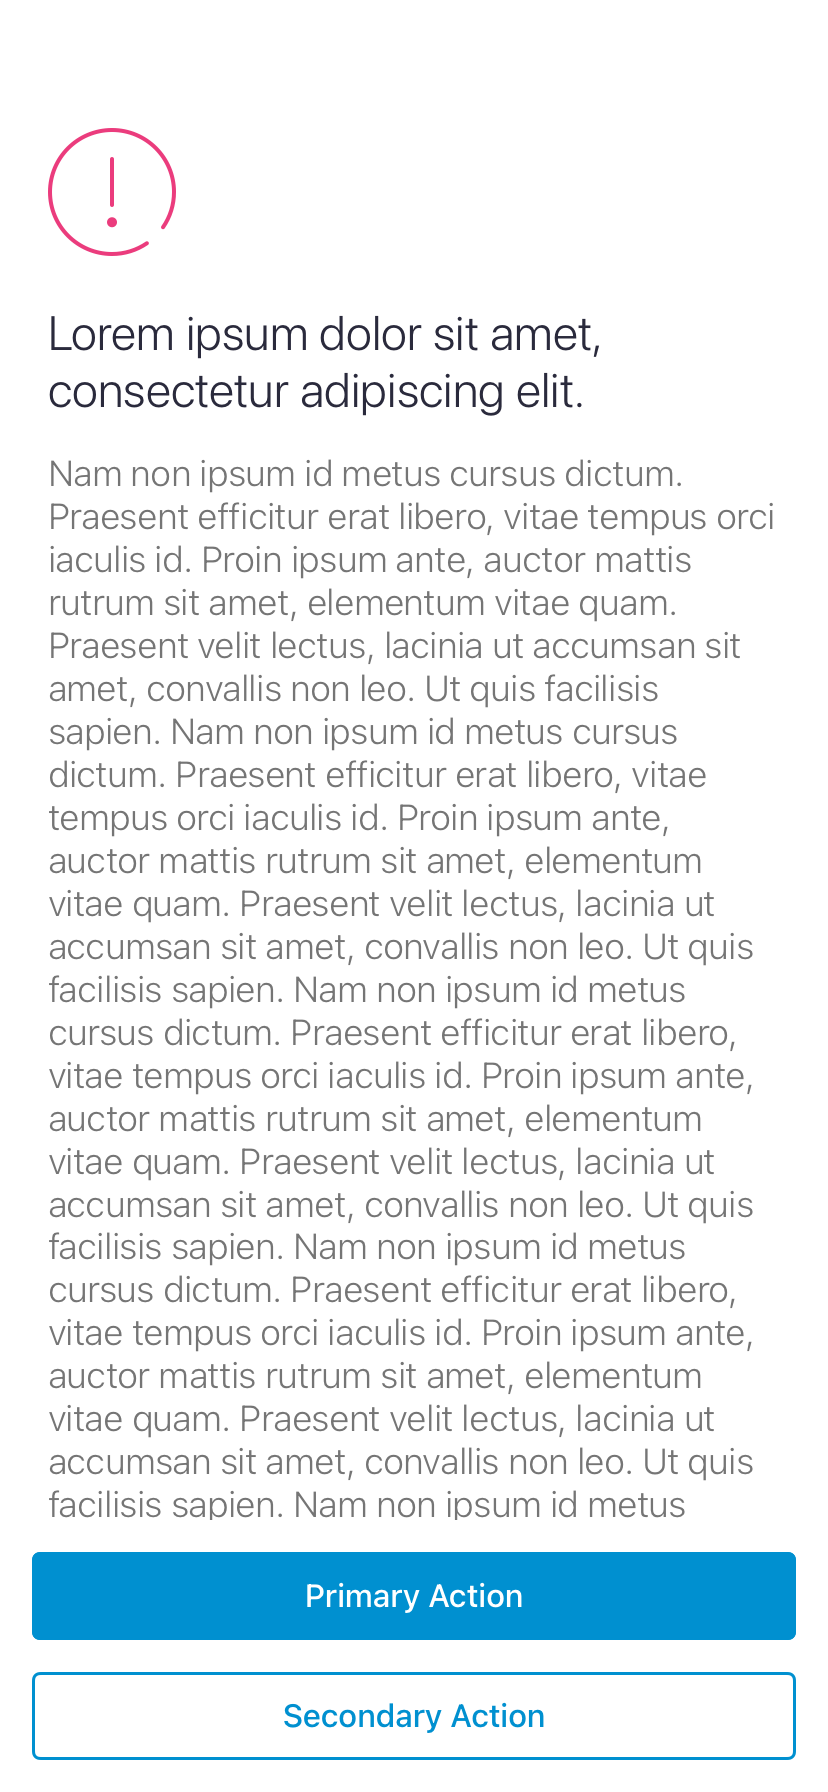 Lorem ipsum dolor sit amet,
consectetur adipiscing elit.
Nam non ipsum id metus cursus dictum.
Praesent efficitur erat libero, vitae tempus orci
iaculis id. Proin ipsum ante, auctor mattis
rutrum sit amet, elementum vitae quam.
Praesent velit lectus, lacinia ut accumsan sit
amet, convallis non leo. Ut quis facilisis
sapien. Nam non ipsum id metus cursus
dictum. Praesent efficitur erat libero, vitae
tempus orci iaculis id. Proin ipsum ante,
auctor mattis rutrum sit amet, elementum
vitae quam. Praesent velit lectus, lacinia ut
accumsan sit amet, convallis non leo. Ut quis
facilisis sapien. Nam non ipsum id metus
cursus dictum. Praesent efficitur erat libero,
vitae tempus orci iaculis id. Proin ipsum ante,
auctor mattis rutrum sit amet, elementum
vitae quam. Praesent velit lectus, lacinia ut
accumsan sit amet, convallis non leo. Ut quis
facilisis sapien. Nam non ipsum id metus
cursus dictum. Praesent efficitur erat libero,
vitae tempus orci iaculis id. Proin ipsum ante,
auctor mattis rutrum sit amet, elementum
vitae quam. Praesent velit lectus, lacinia ut
accumsan sit amet, convallis non leo. Ut quis
facilisis sapien. Nam non ipsum id metus
Primary Action
Secondary Action